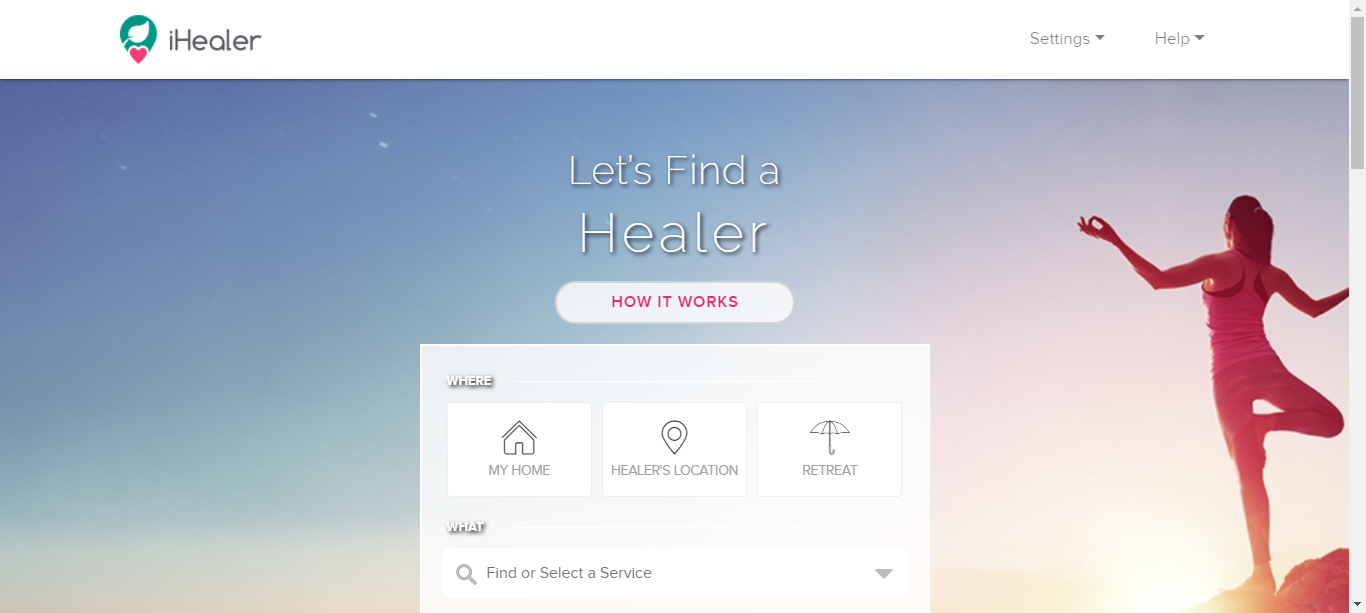 iHealer
Settings
Help
Let's Find a
Healer
HOW IT WORKS
WHERE
MY HOME
HEALER'S LOCATION
RETREAT
WHAT
Find or Select a Service